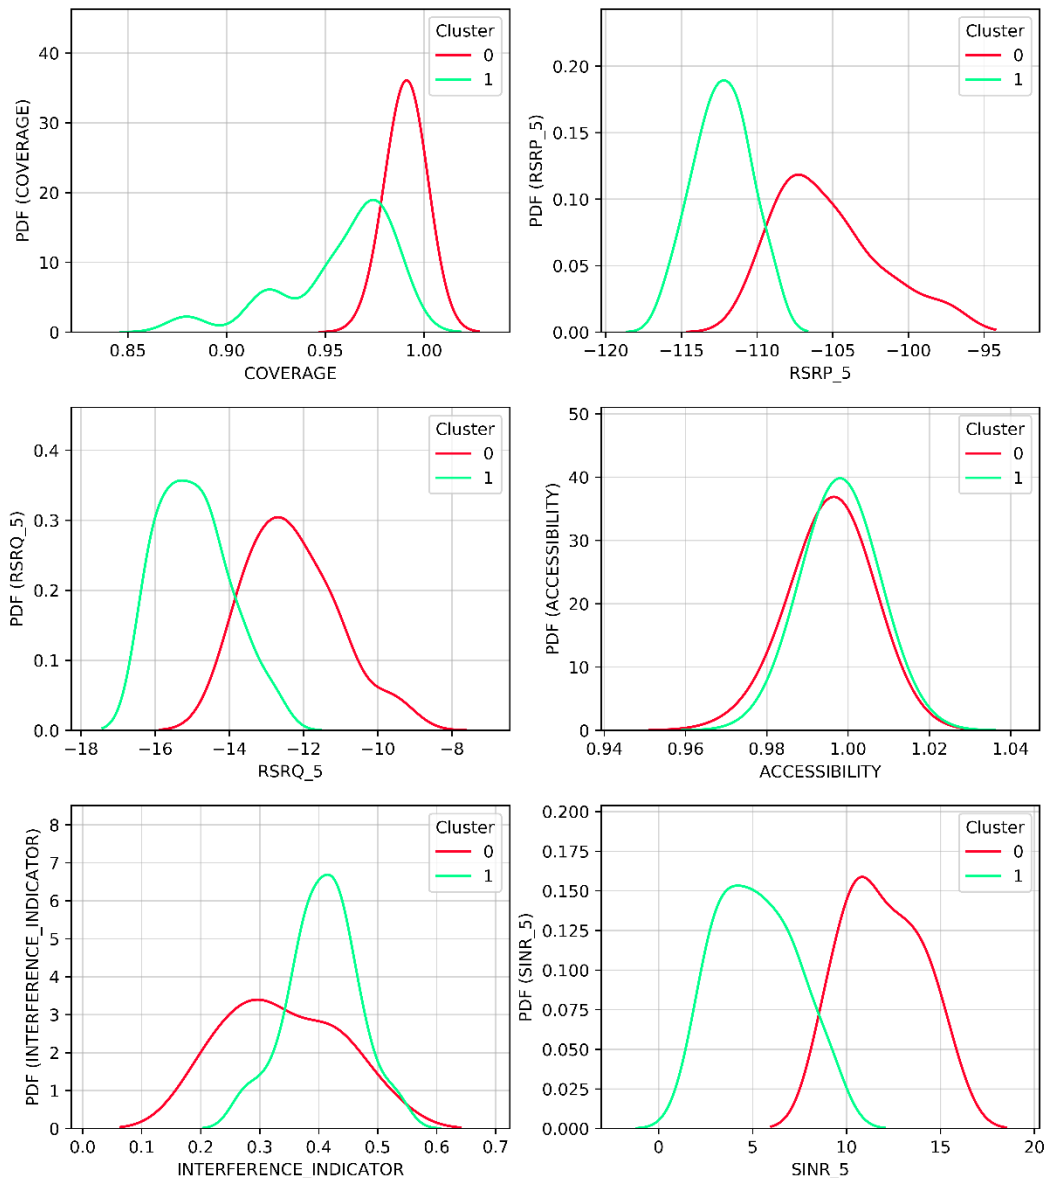 Cluster
0
1
40
30
20
10
0
PDF (COVERAGE)
0.85 0.90 0.95 1.00
COVERAGE
Cluster
0
1
0.20
0.15
0.10
0.05
0.00
PDF (RSRP_5)
−120 −115 −110 −105 −100 −95
RSRP_5
Cluster
0
1
0.4
0.3
0.2
0.1
0.0
PDF (RSRQ_5)
−18 −16 −14 −12 −10 −8
RSRQ_5
Cluster
0
1
50
40
30
20
10
0
PDF (ACCESSIBILITY)
0.94 0.96 0.98 1.00 1.02 1.04
ACCESSIBILITY
Cluster
0
1
8
7
6
5
4
3
2
1
0
PDF (INTERFERENCE_INDICATOR)
0.0 0.1 0.2 0.3 0.4 0.5 0.6 0.7
INTERFERENCE_INDICATOR
Cluster
0
1
0.200
0.175
0.150
0.125
0.100
0.075
0.050
0.025
0.000
PDF (SINR_5)
0 5 10 15 20
SINR_5